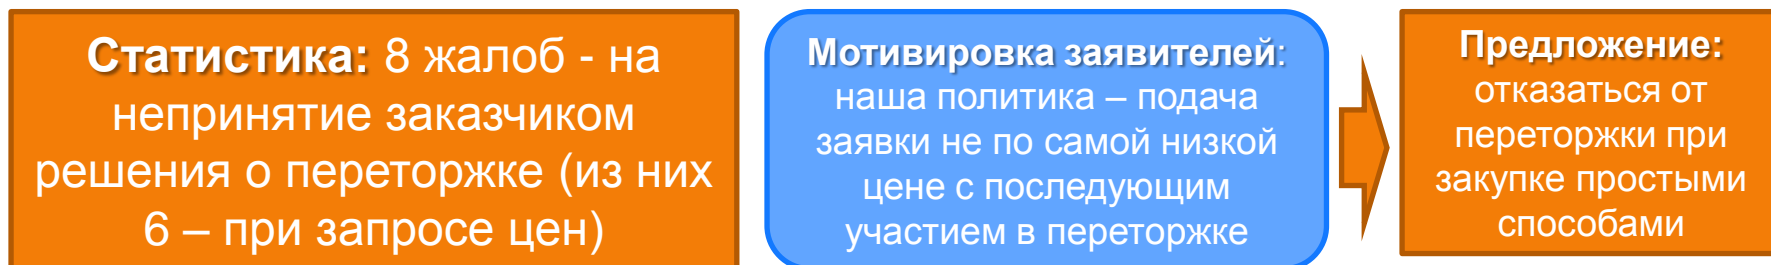 Статистика: 8 жалоб - на
непринятие заказчиком
решения о переторжке (из них
6 – при запросе цен)
Мотивировка заявителей:
наша политика – подача
заявки не по самой низкой
цене с последующим
участием в переторжке
Предложение:
отказаться от
переторжки при
закупке простыми
способами